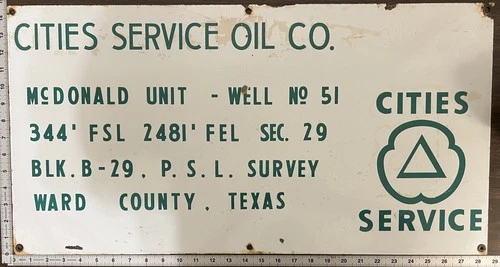 CITIES SERVICE OIL CO.
McDONALD UNIT - WELL No 51
344' FSL 2481' FEL SEC. 29
BLK. B-29, P. S. L. SURVEY
WARD COUNTY, TEXAS
CITIES
SERVICE